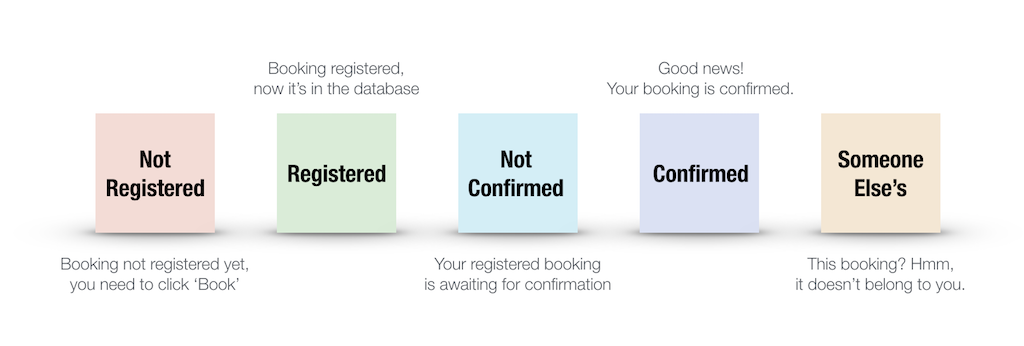 Booking registered,
now it's in the database
Good news!
Your booking is confirmed.
Not
Registered
Registered
Not
Confirmed
Confirmed
Someone
Else's
Booking not registered yet,
you need to click ‘Book’
Your registered booking
is awaiting for confirmation
This booking? Hmm,
it doesn't belong to you.